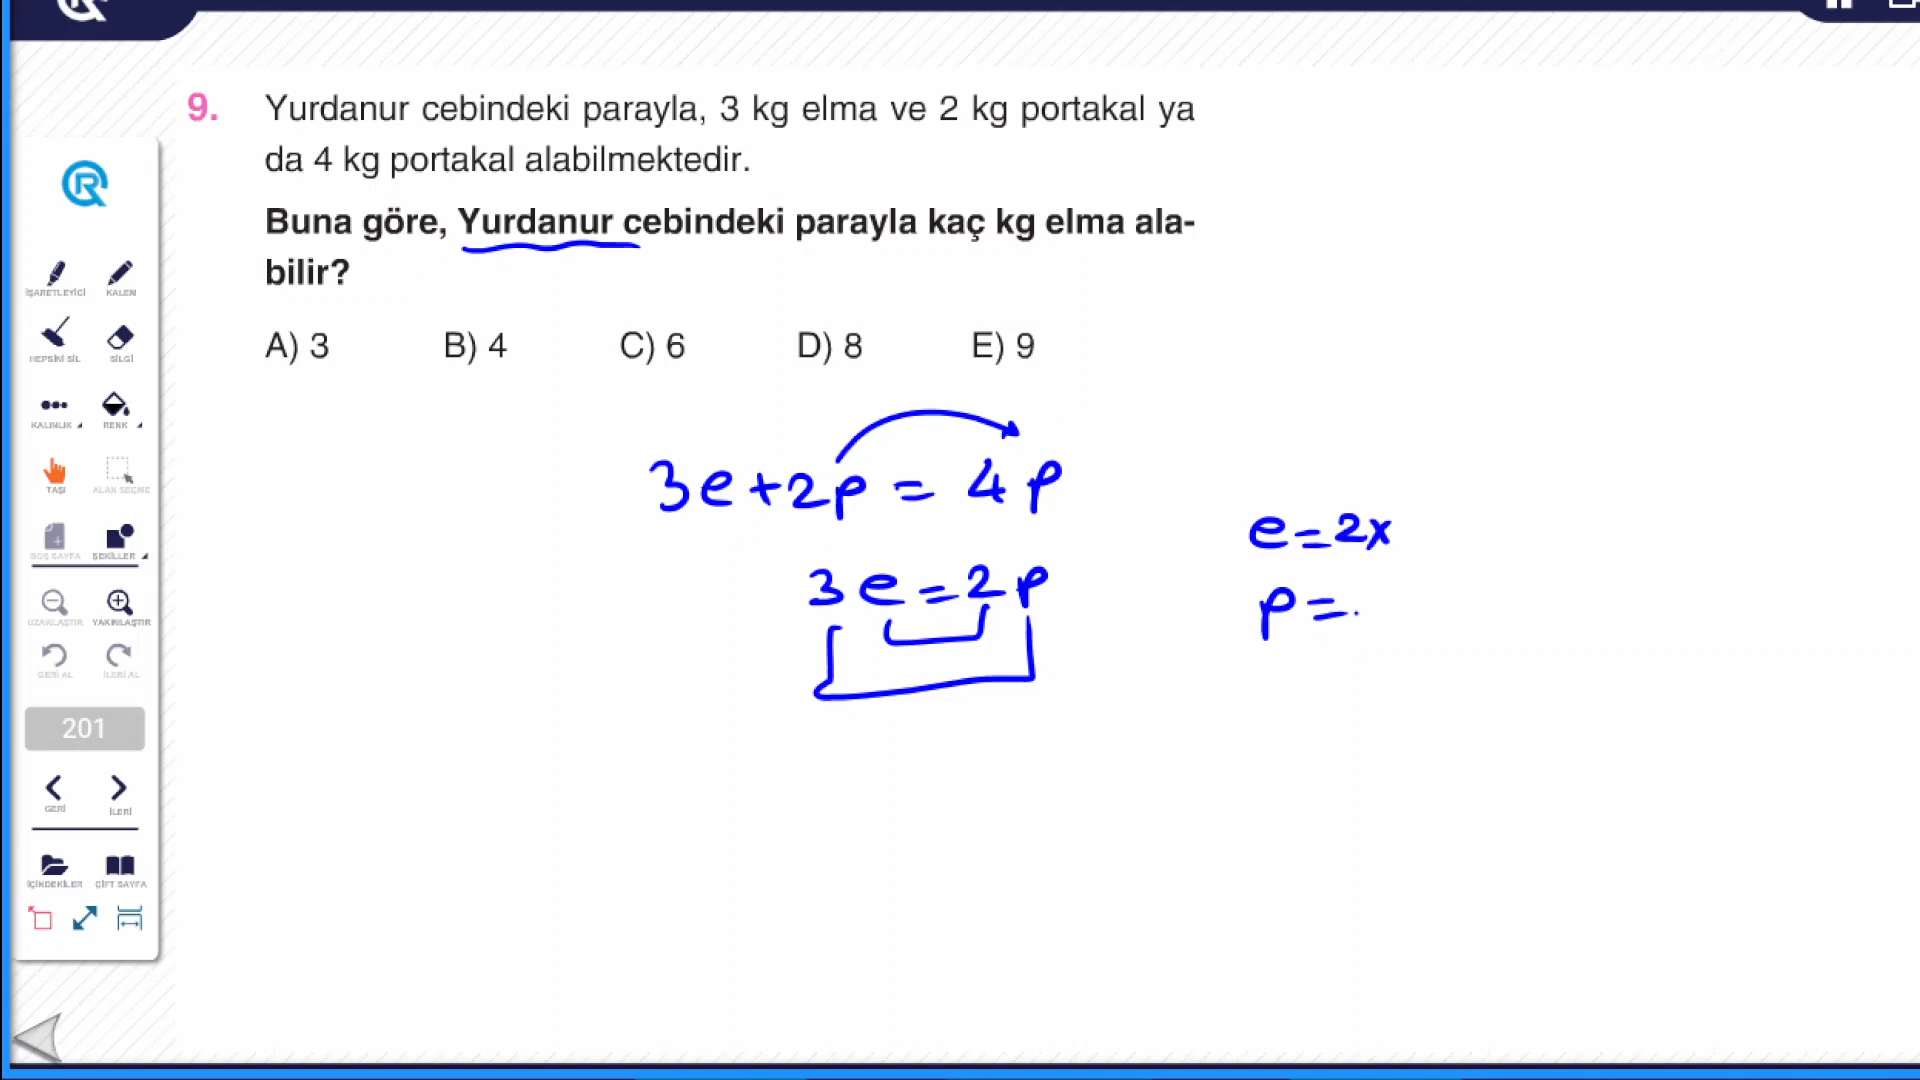 9. Yurdanur cebindeki parayla, 3 kg elma ve 2 kg portakal ya
da 4 kg portakal alabilmektedir.
Buna göre, Yurdanur cebindeki parayla kaç kg elma ala-
bilir?
A) 3 B) 4 C) 6 D) 8 E) 9
3e+2p = 4p
3e=2p
e=2x
p=
İŞARETLEYİCİ KALEM
HEPSİNİ SİL SİLGİ
KALINLIK RENK
TAŞI ALAN SEÇME
BOŞ SAYFA ŞEKİLLER
UZAKLAŞTIR YAKINLAŞTIR
GERİ AL İLERİ AL
201
GERİ İLERİ
İÇİNDEKİLER ÇİFT SAYFA